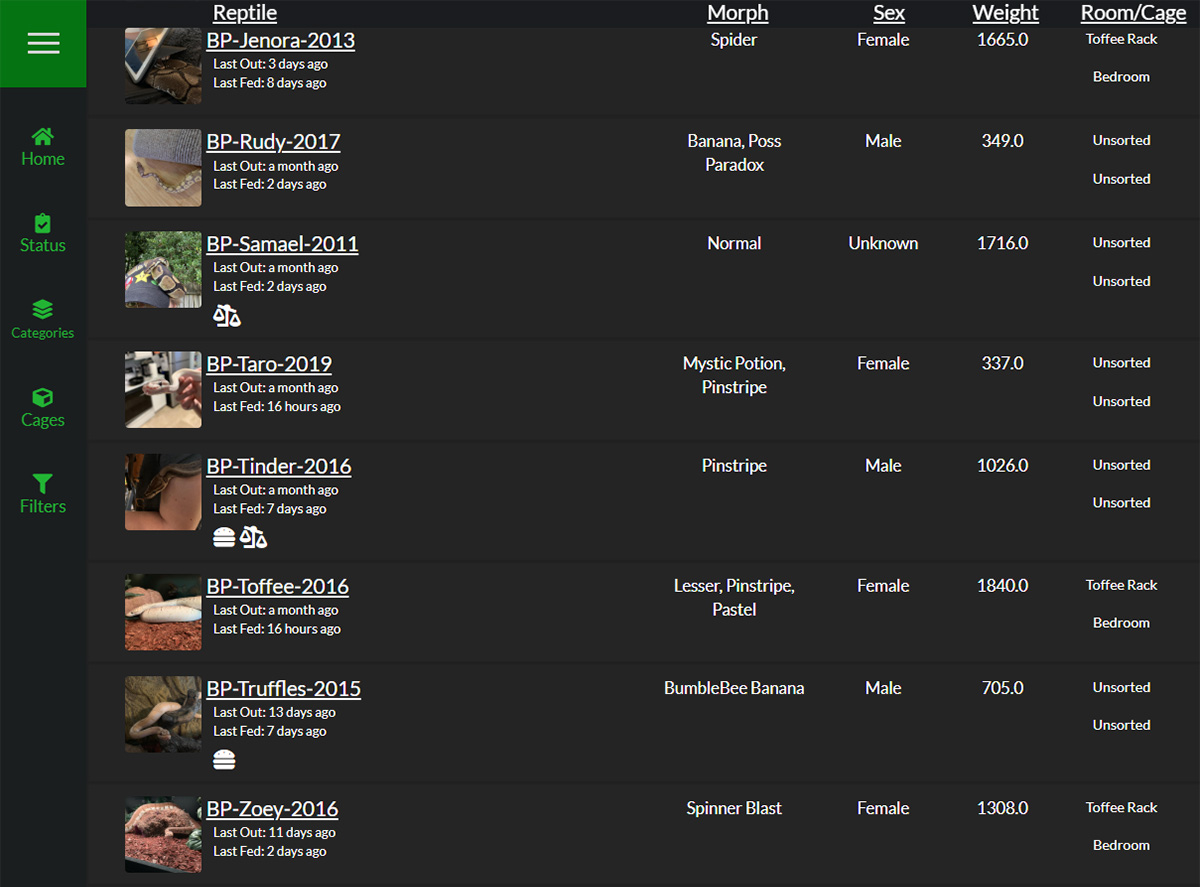 Reptile Morph Sex Weight Room/Cage
BP-Jenora-2013 Spider Female 1665.0 Toffee Rack
Last Out: 3 days ago
Last Fed: 8 days ago Bedroom
Home
BP-Rudy-2017 Banana, Poss Male 349.0 Unsorted
Last Out: a month ago Paradox
Last Fed: 2 days ago Unsorted
Status
BP-Samael-2011 Normal Unknown 1716.0 Unsorted
Last Out: a month ago
Last Fed: 2 days ago Unsorted
Categories
BP-Taro-2019 Mystic Potion, Female 337.0 Unsorted
Last Out: a month ago Pinstripe
Last Fed: 16 hours ago Unsorted
Cages
BP-Tinder-2016 Pinstripe Male 1026.0 Unsorted
Last Out: a month ago
Last Fed: 7 days ago Unsorted
Filters
BP-Toffee-2016 Lesser, Pinstripe, Female 1840.0 Toffee Rack
Last Out: a month ago Pastel
Last Fed: 16 hours ago Bedroom
BP-Truffles-2015 BumbleBee Banana Male 705.0 Unsorted
Last Out: 13 days ago
Last Fed: 7 days ago Unsorted
BP-Zoey-2016 Spinner Blast Female 1308.0 Toffee Rack
Last Out: 11 days ago
Last Fed: 2 days ago Bedroom